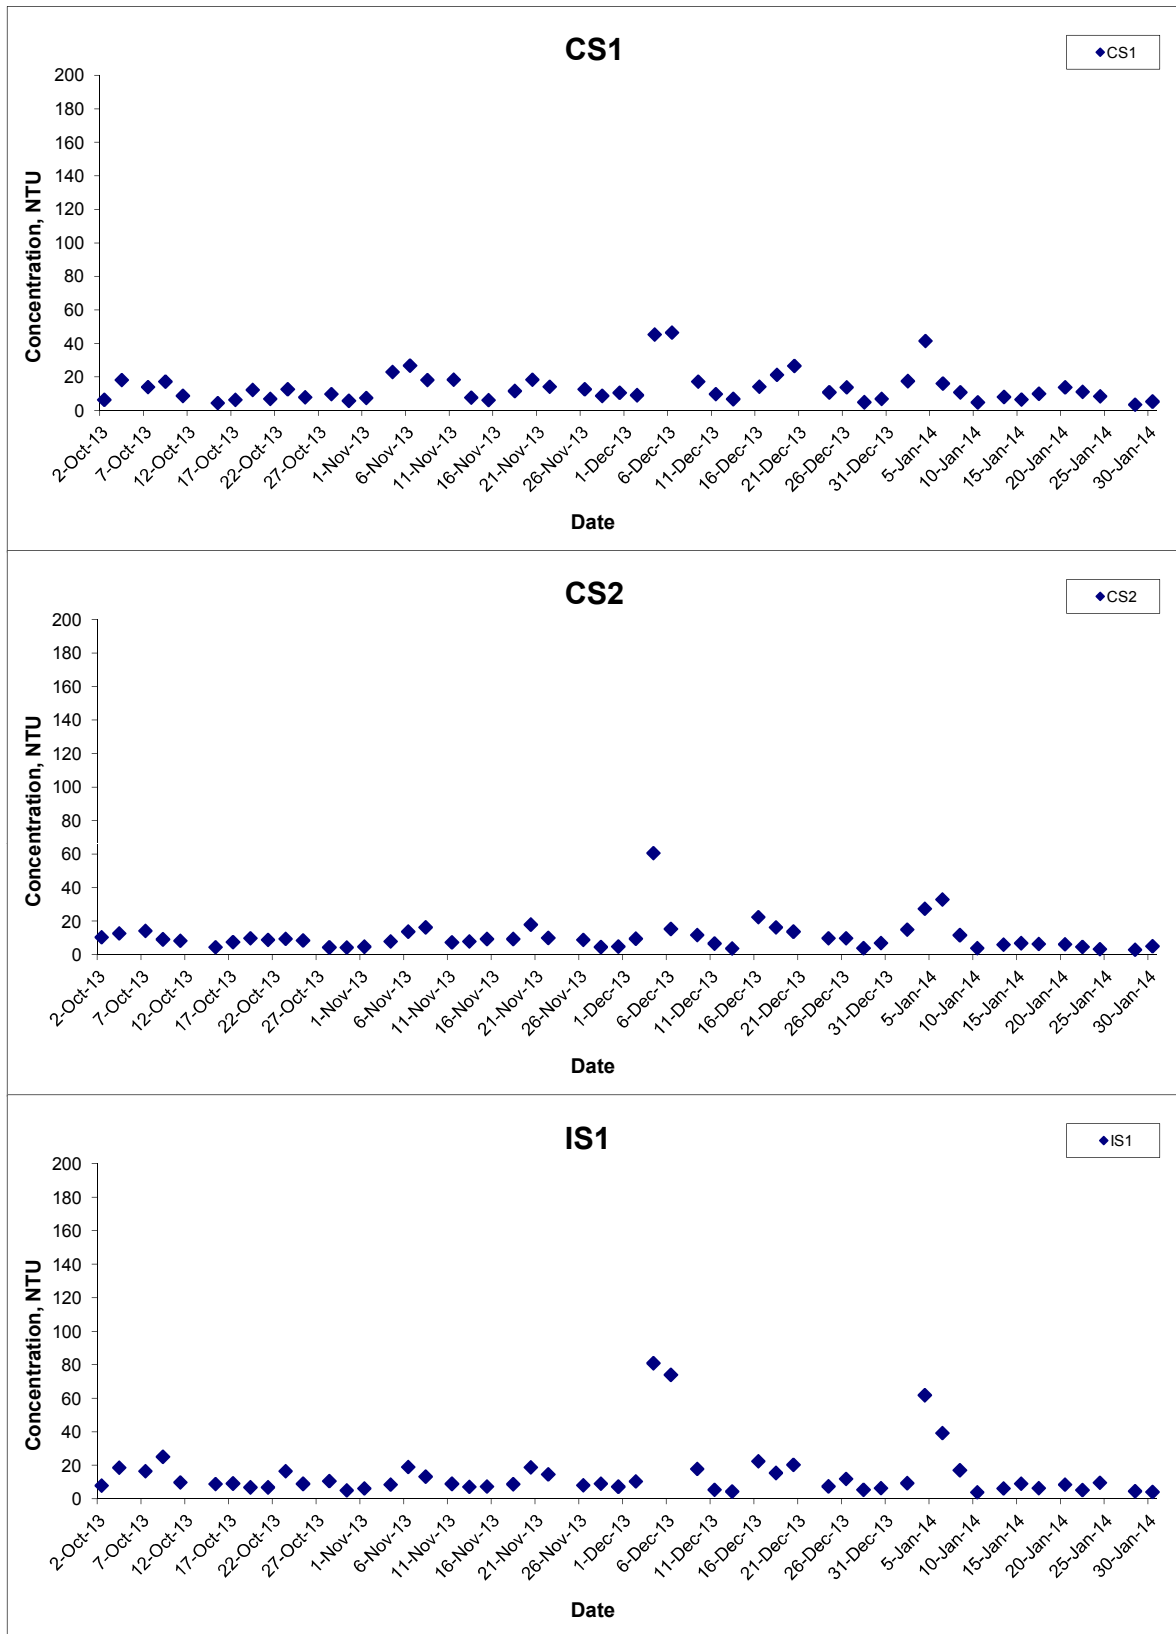 CS1
CS1
200
180
160
140
120
100
80
60
40
20
0
Concentration, NTU
2-Oct-13
7-Oct-13
12-Oct-13
17-Oct-13
22-Oct-13
27-Oct-13
1-Nov-13
6-Nov-13
11-Nov-13
16-Nov-13
21-Nov-13
26-Nov-13
1-Dec-13
6-Dec-13
11-Dec-13
16-Dec-13
21-Dec-13
26-Dec-13
31-Dec-13
5-Jan-14
10-Jan-14
15-Jan-14
20-Jan-14
25-Jan-14
30-Jan-14
Date
CS2
CS2
200
180
160
140
120
100
80
60
40
20
0
Concentration, NTU
2-Oct-13
7-Oct-13
12-Oct-13
17-Oct-13
22-Oct-13
27-Oct-13
1-Nov-13
6-Nov-13
11-Nov-13
16-Nov-13
21-Nov-13
26-Nov-13
1-Dec-13
6-Dec-13
11-Dec-13
16-Dec-13
21-Dec-13
26-Dec-13
31-Dec-13
5-Jan-14
10-Jan-14
15-Jan-14
20-Jan-14
25-Jan-14
30-Jan-14
Date
IS1
IS1
200
180
160
140
120
100
80
60
40
20
0
Concentration, NTU
2-Oct-13
7-Oct-13
12-Oct-13
17-Oct-13
22-Oct-13
27-Oct-13
1-Nov-13
6-Nov-13
11-Nov-13
16-Nov-13
21-Nov-13
26-Nov-13
1-Dec-13
6-Dec-13
11-Dec-13
16-Dec-13
21-Dec-13
26-Dec-13
31-Dec-13
5-Jan-14
10-Jan-14
15-Jan-14
20-Jan-14
25-Jan-14
30-Jan-14
Date